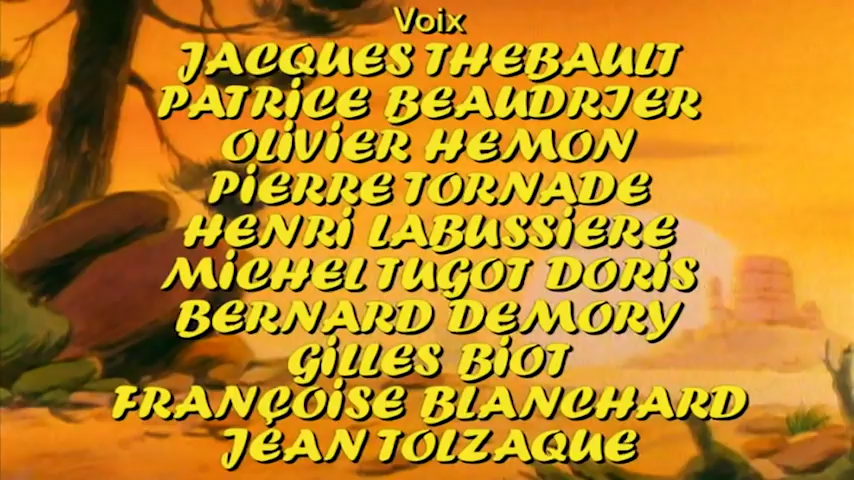 Voix
JACQUES THEBAULT
PATRiCE BEAUDRIER
OLiViER HEMON
PiERRE TORNADE
HENRi LABUSSiERE
MiCHEL TUGOT DORiS
BERNARD DEMORY
GiLLES BiOT
FRANÇOiSE BLANCHARD
JEAN TOLZAQUE